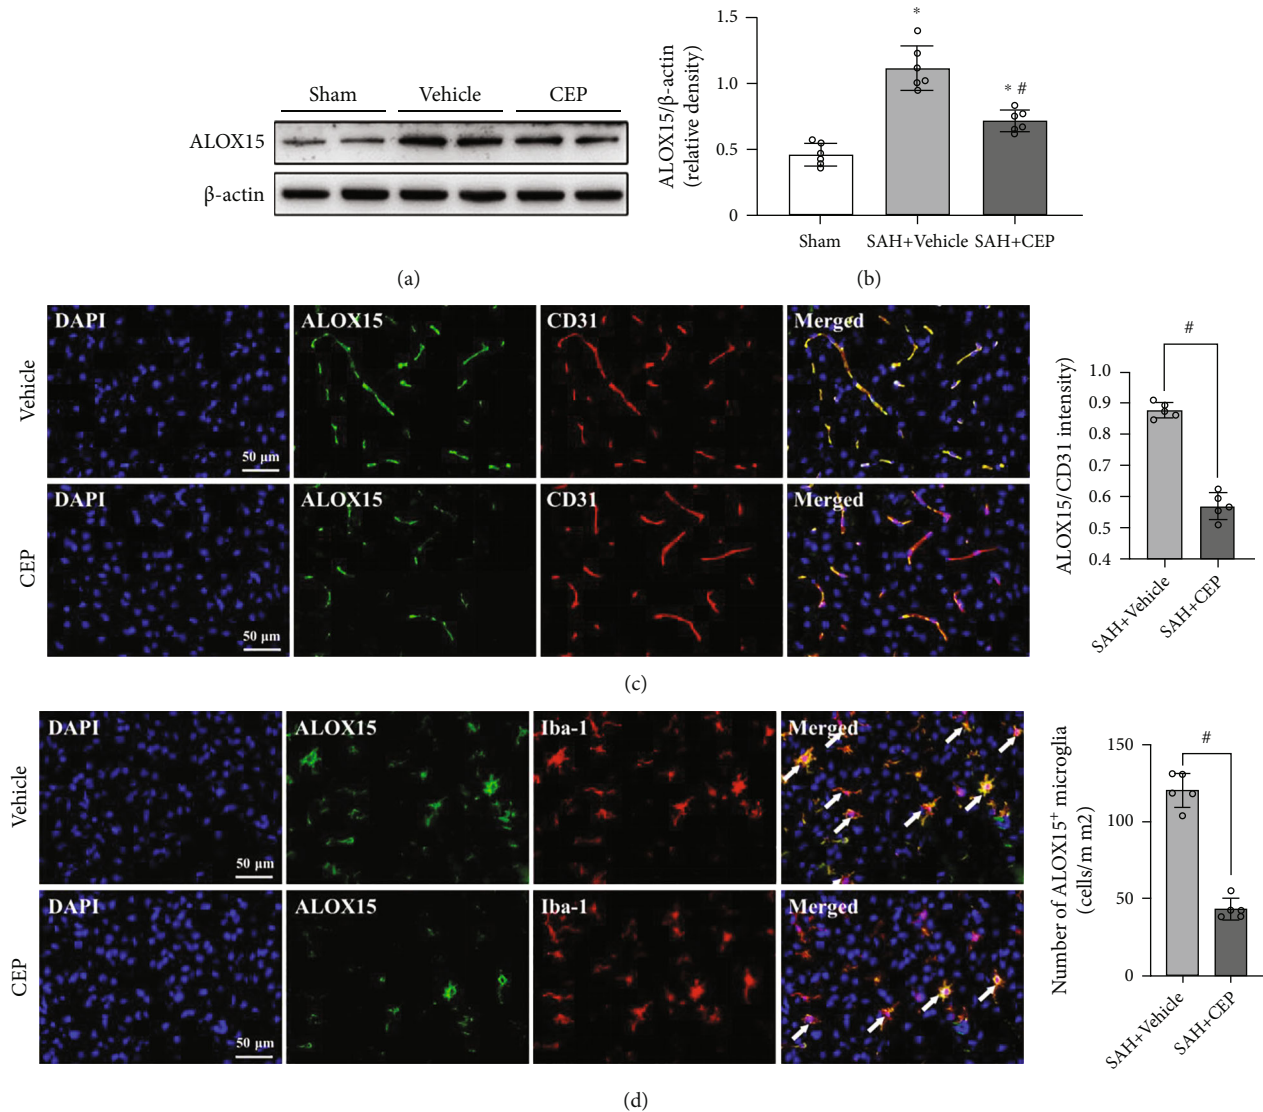 Sham Vehicle CEP
ALOX15
β-actin
(a)
ALOX15/β-actin
(relative density)
1.5
1.0
0.5
0
*
* #
Sham SAH+Vehicle SAH+CEP
(b)
Vehicle
DAPI ALOX15 CD31 Merged
50 μm
CEP
DAPI ALOX15 CD31 Merged
50 μm
ALOX15/CD31 intensity
1.0
0.9
0.8
0.7
0.6
0.5
0.4
#
SAH+Vehicle
SAH+CEP
(c)
Vehicle
DAPI ALOX15 Iba-1 Merged
50 μm
CEP
DAPI ALOX15 Iba-1 Merged
50 μm
Number of ALOX15+ microglia
(cells/m m2)
150
100
50
0
#
SAH+Vehicle
SAH+CEP
(d)